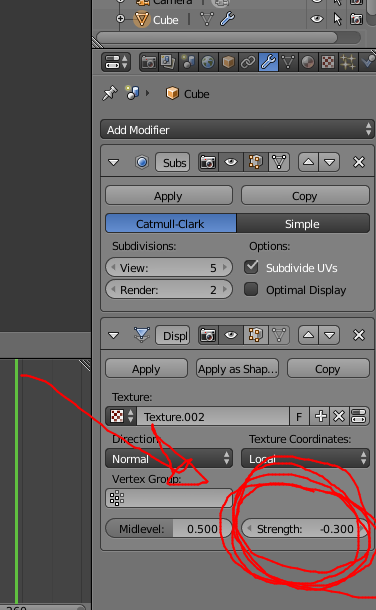 Camera
Cube
Cube
Add Modifier
Subs
Apply Copy
Catmull-Clark Simple
Subdivisions: Options:
View: 5 Subdivide UVs
Render: 2 Optimal Display
Displ
Apply Apply as Shap... Copy
Texture:
Texture.002 F
Direction: Texture Coordinates:
Normal Local
Vertex Group:
Midlevel: 0.500 Strength: -0.300